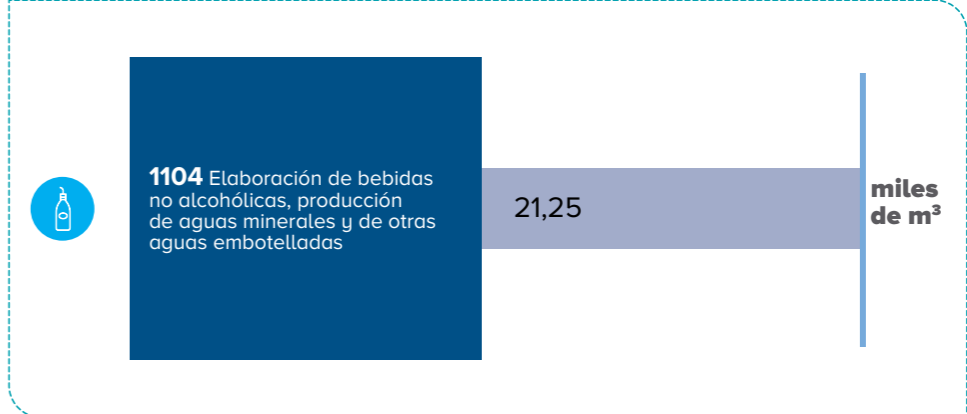 1104 Elaboración de bebidas
no alcohólicas, producción
de aguas minerales y de otras
aguas embotelladas
21,25
miles
de m³